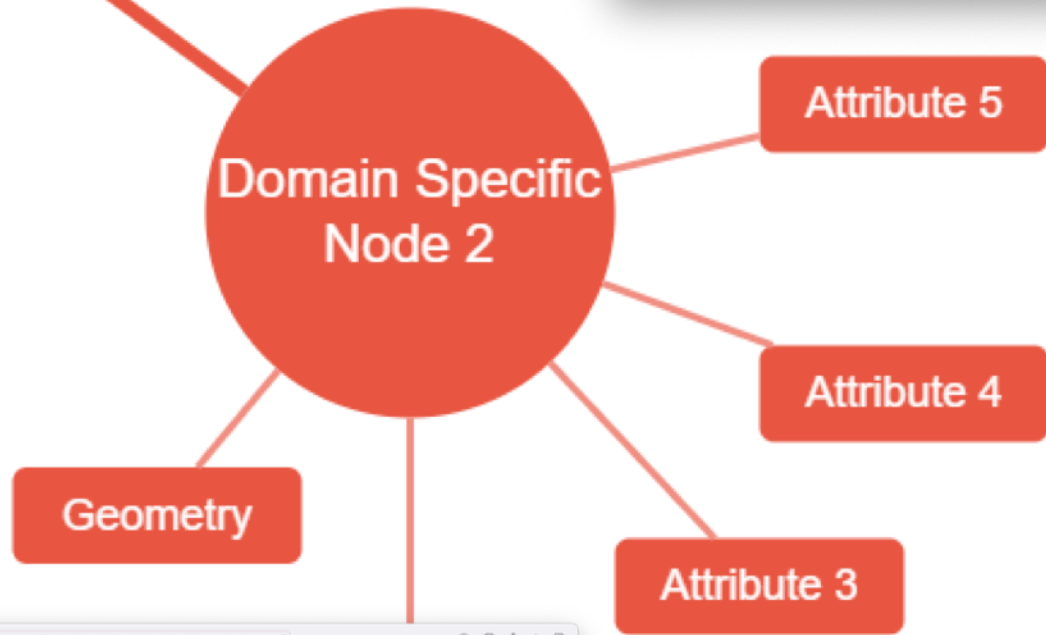 Attribute 5
Domain Specific
Node 2
Attribute 4
Geometry
Attribute 3